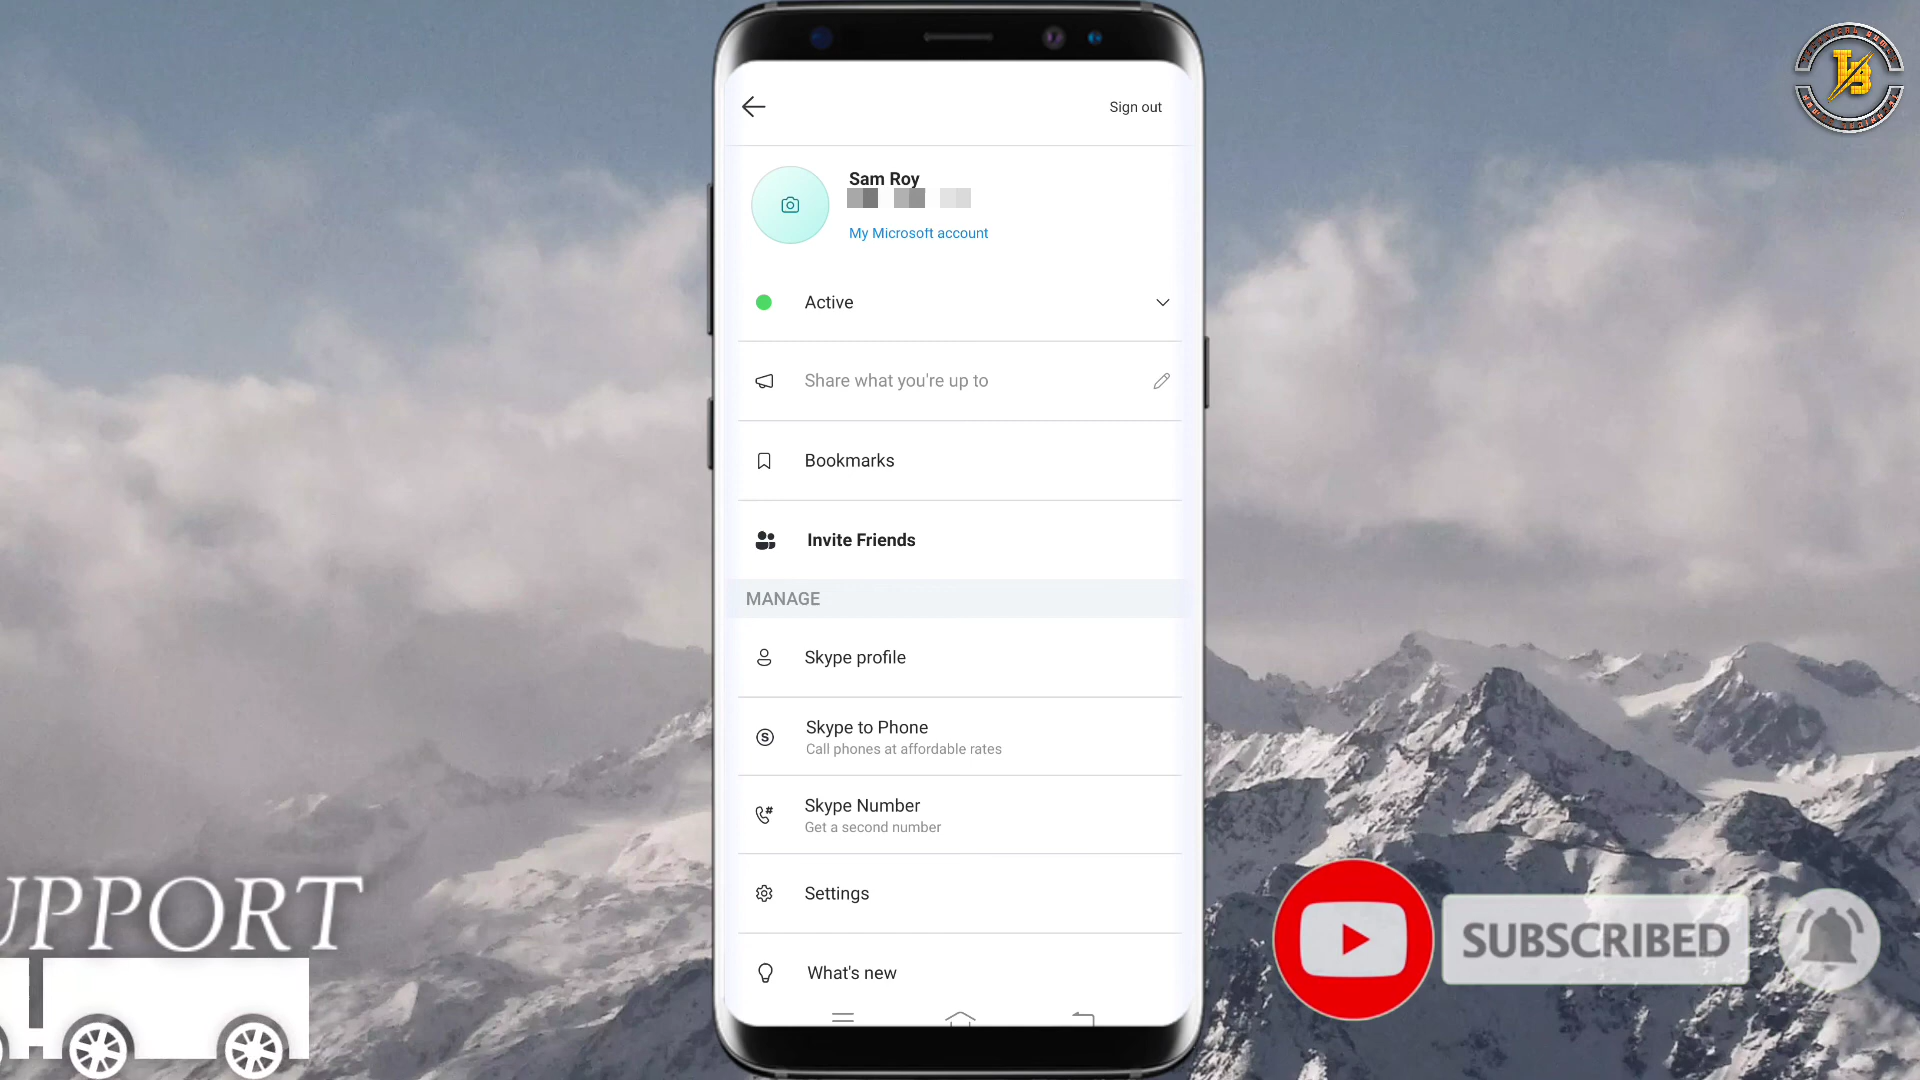 Sign out
Sam Roy
My Microsoft account
Active
Share what you're up to
Bookmarks
Invite Friends
MANAGE
Skype profile
Skype to Phone
Call phones at affordable rates
Skype Number
Get a second number
Settings
What's new
UPPORT
SUBSCRIBED